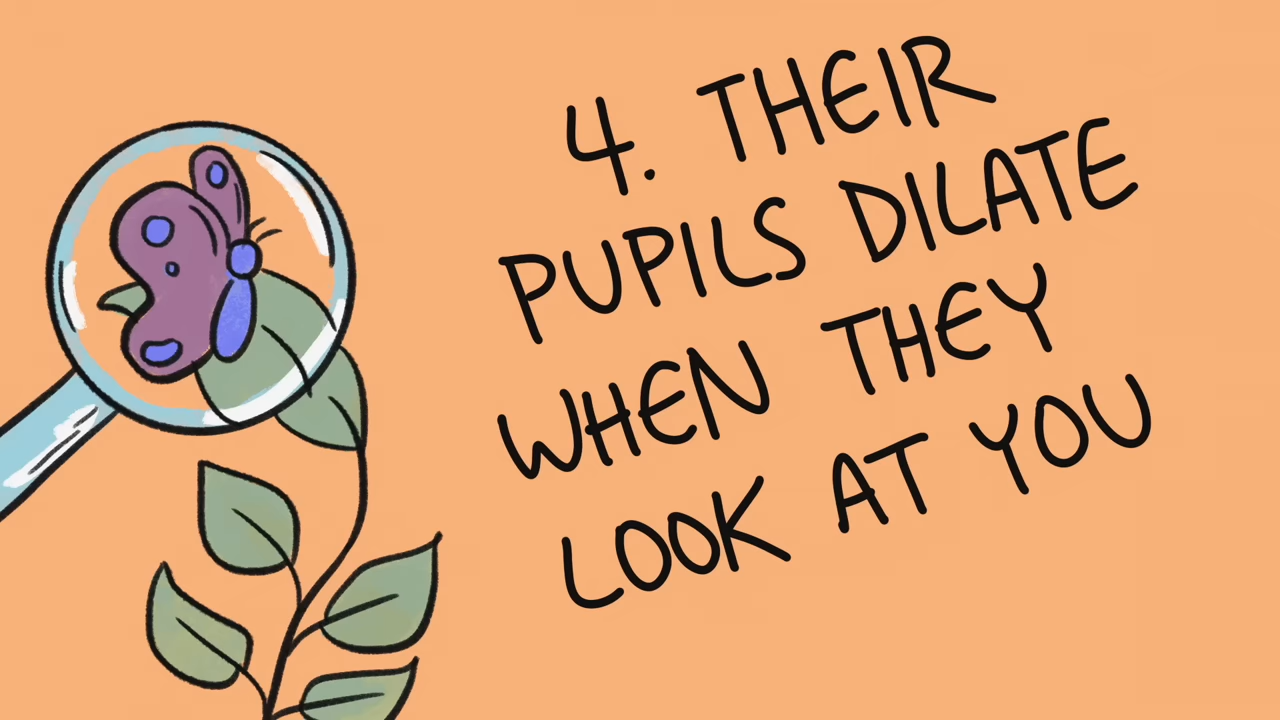 4. THEIR
PUPILS DILATE
WHEN THEY
LOOK AT YOU